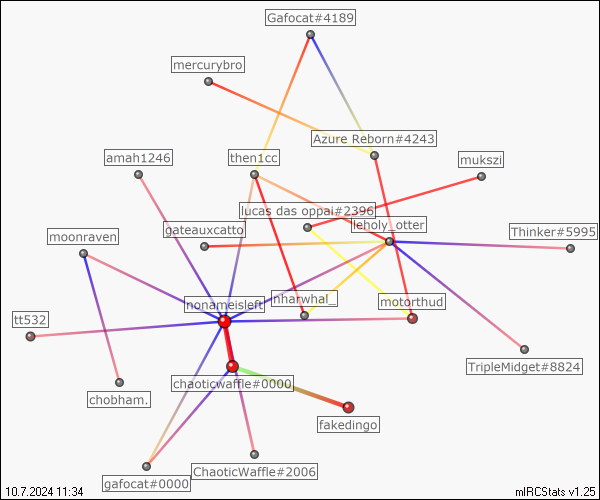 Gafocat#4189
mercurybro
Azure Reborn#4243
amah1246
then1cc
mukszi
lucas das oppai#2396
leholy_otter
gateauxcatto
Thinker#5995
moonraven
nonameisleft
nharwhal_
motorthud
tt532
TripleMidget#8824
chaoticwaffle#0000
chobham.
fakedingo
ChaoticWaffle#2006
gafocat#0000
10.7.2024 11:34
mIRCStats v1.25